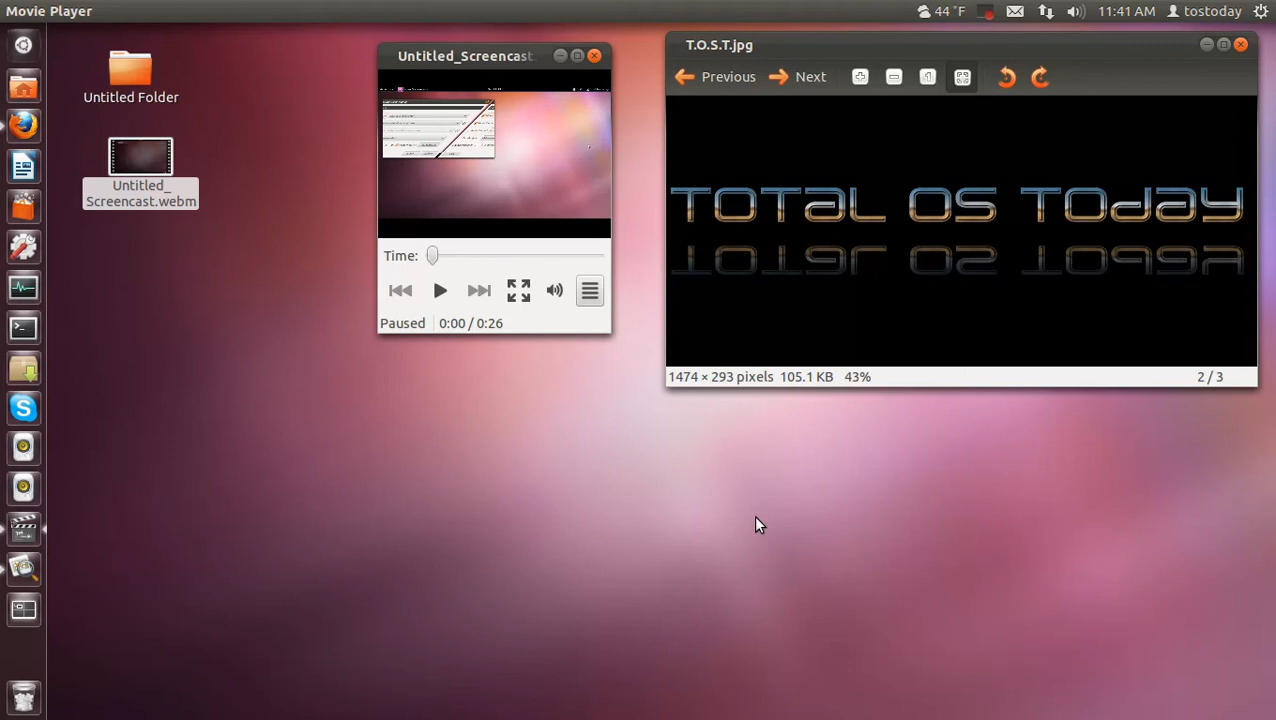 Movie Player
44 °F
11:41 AM
tostoday
Untitled Folder
Untitled_
Screencast.webm
Untitled_Screencast.
Time:
Paused
0:00 / 0:26
T.O.S.T.jpg
Previous
Next
TOTAL OS TOday
1474 × 293 pixels 105.1 KB 43%
2 / 3